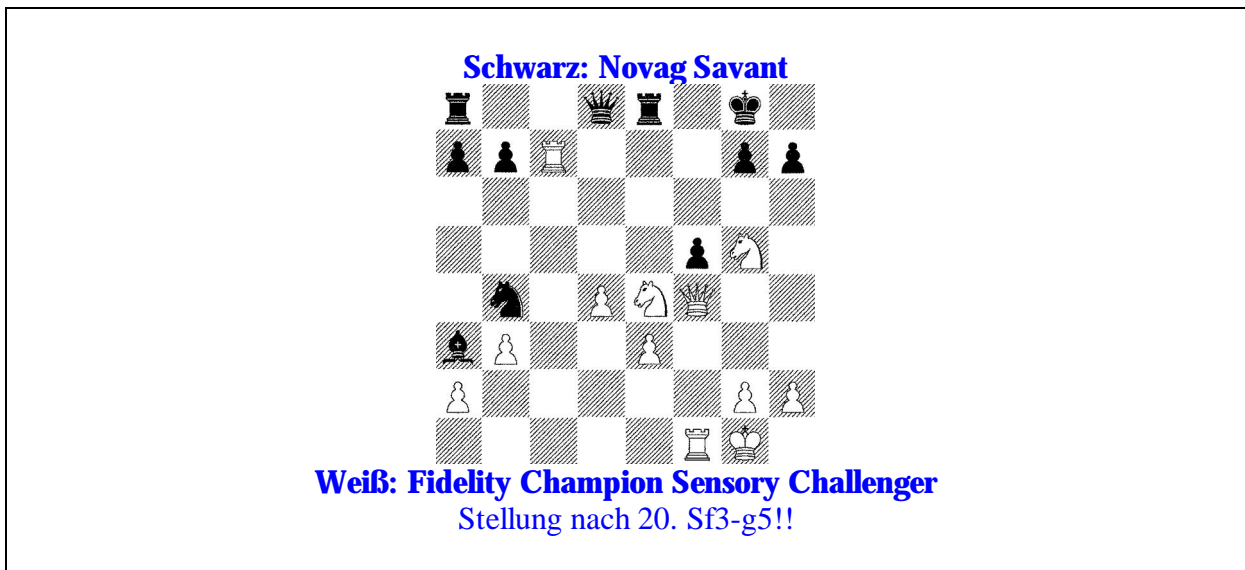 Schwarz: Novag Savant
Weiß: Fidelity Champion Sensory Challenger
Stellung nach 20. Sf3-g5!!